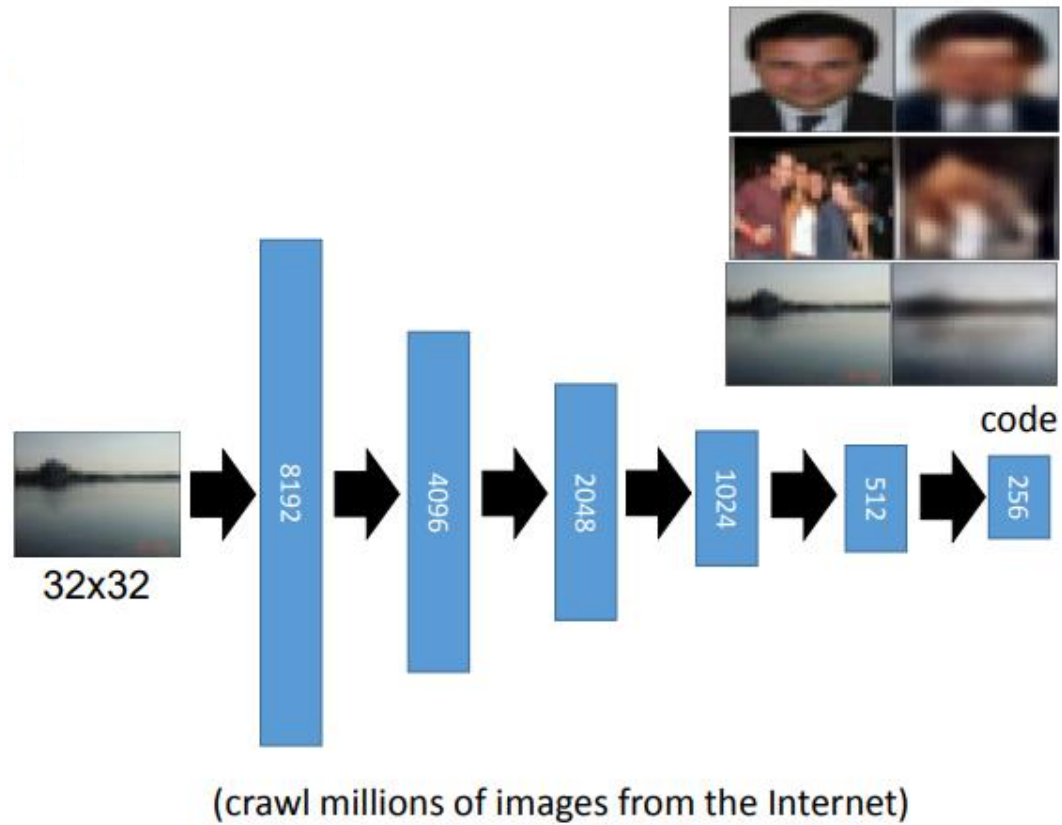 code
32x32
8192
4096
2048
1024
512
256
(crawl millions of images from the Internet)